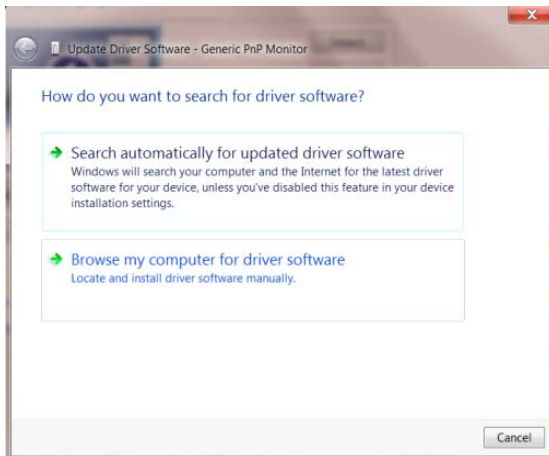 Update Driver Software - Generic PnP Monitor
How do you want to search for driver software?
Search automatically for updated driver software
Windows will search your computer and the Internet for the latest driver
software for your device, unless you've disabled this feature in your device
installation settings.
Browse my computer for driver software
Locate and install driver software manually.
Cancel